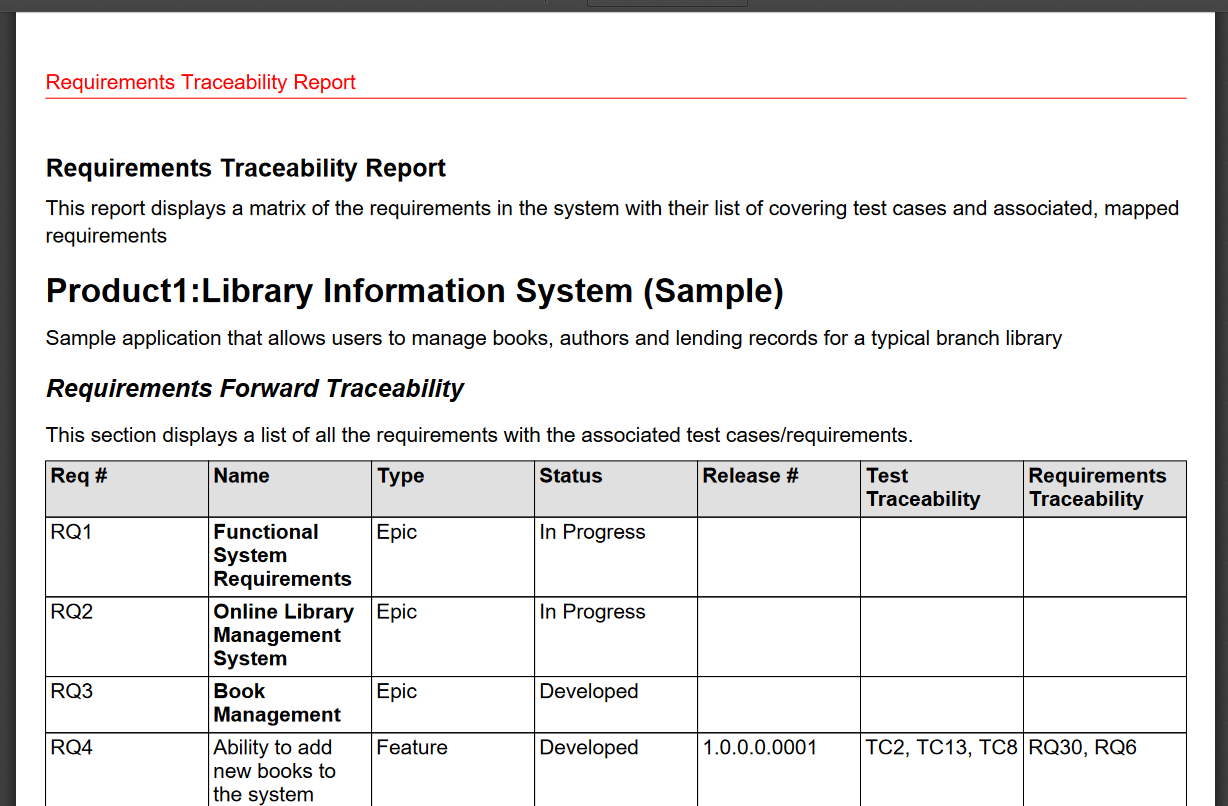 Requirements Traceability Report
Requirements Traceability Report
This report displays a matrix of the requirements in the system with their list of covering test cases and associated, mapped
requirements
Product1:Library Information System (Sample)
Sample application that allows users to manage books, authors and lending records for a typical branch library
Requirements Forward Traceability
This section displays a list of all the requirements with the associated test cases/requirements.
Req # Name Type Status Release # Test Requirements
Traceability Traceability
RQ1 Functional Epic In Progress
System
Requirements
RQ2 Online Library Epic In Progress
Management
System
RQ3 Book Epic Developed
Management
RQ4 Ability to add Feature Developed 1.0.0.0.0001 TC2, TC13, TC8 RQ30, RQ6
new books to
the system